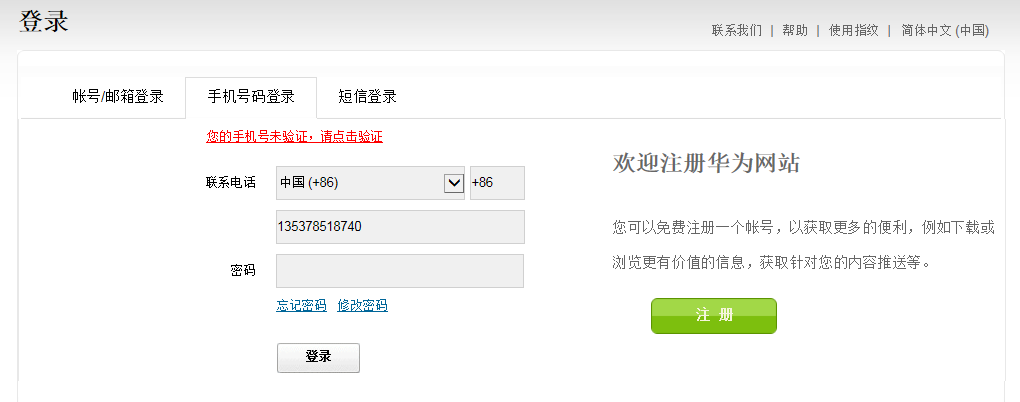 登录
联系我们 | 帮助 | 使用指纹 | 简体中文 (中国)
帐号/邮箱登录 手机号码登录 短信登录
您的手机号未验证，请点击验证
欢迎注册华为网站
联系电话 中国 (+86) +86
135378518740
您可以免费注册一个帐号，以获取更多的便利，例如下载或
浏览更有价值的信息，获取针对您的内容推送等。
密码
忘记密码 修改密码
注 册
登录